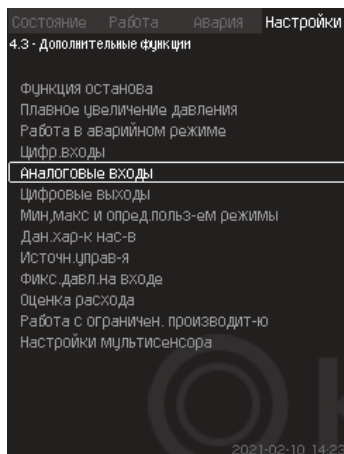 Состояние Работа Авария Настройки
4.3 - Дополнительные функции
Функция останова
Плавное увеличение давления
Работа в аварийном режиме
Цифр.входы
Аналоговые входы
Цифровые выходы
Мин,макс и опред.польз-ем режимы
Дан.хар-к нас-в
Источн.управ-я
Фикс.давл.на входе
Оценка расхода
Работа с ограничен. производит-ю
Настройки мультисенсора
2021-02-10 14:23